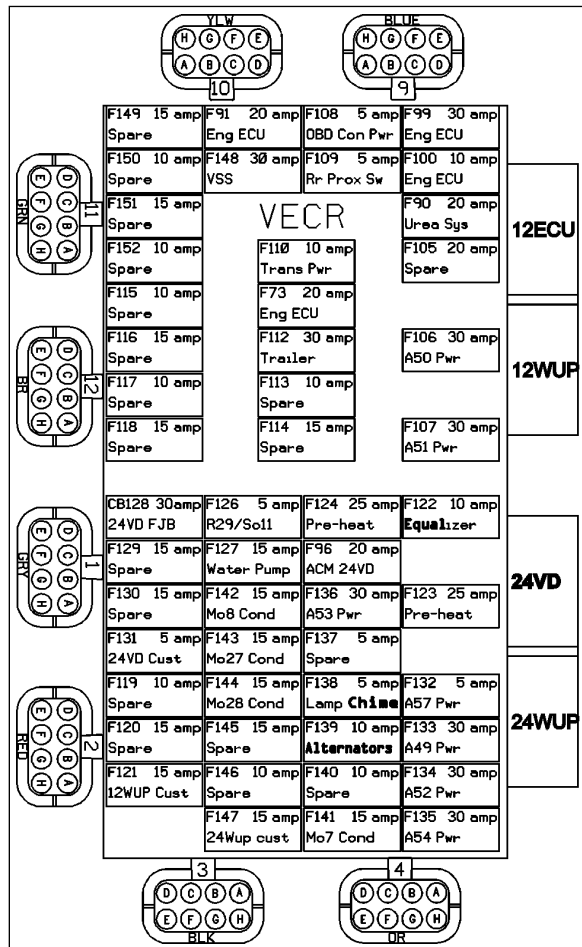 YLW
BLUE
H G F E
H G F E
A B C D
A B C D
10
9
F149 15 amp
Spare
F91 20 amp
Eng ECU
F108 5 amp
OBD Con Pwr
F99 30 amp
Eng ECU
F150 10 amp
Spare
F148 30 amp
VSS
F109 5 amp
Rr Prox Sw
F100 10 amp
Eng ECU
F151 15 amp
Spare
VECR
F90 20 amp
Urea Sys
F152 10 amp
Spare
F110 10 amp
Trans Pwr
F105 20 amp
Spare
F115 10 amp
Spare
F73 20 amp
Eng ECU
F116 15 amp
Spare
F112 30 amp
Trailer
F106 30 amp
A50 Pwr
F117 10 amp
Spare
F113 10 amp
Spare
F118 15 amp
Spare
F114 15 amp
Spare
F107 30 amp
A51 Pwr
GRN
E D
F C
G B
H A
11
12ECU
BR
E D
F C
G B
H A
12
12WUP
CB128 30amp
24VD FJB
F126 5 amp
R29/Sol1
F124 25 amp
Pre-heat
F122 10 amp
Equalizer
F129 15 amp
Spare
F127 15 amp
Water Pump
F96 20 amp
ACM 24VD
F130 15 amp
Spare
F142 15 amp
Mo8 Cond
F136 30 amp
A53 Pwr
F123 25 amp
Pre-heat
F131 5 amp
24VD Cust
F143 15 amp
Mo27 Cond
F137 5 amp
Spare
F119 10 amp
Spare
F144 15 amp
Mo28 Cond
F138 5 amp
Lamp Chime
F132 5 amp
A57 Pwr
F120 15 amp
Spare
F145 15 amp
Spare
F139 10 amp
Alternators
F133 30 amp
A49 Pwr
F121 15 amp
12WUP Cust
F146 10 amp
Spare
F140 10 amp
Spare
F134 30 amp
A52 Pwr
F147 15 amp
24Wup cust
F141 15 amp
Mo7 Cond
F135 30 amp
A54 Pwr
GRY
E D
F C
G B
H A
1
24VD
RED
E D
F C
G B
H A
2
24WUP
3
4
D C B A
D C B A
E F G H
E F G H
BLK
OR